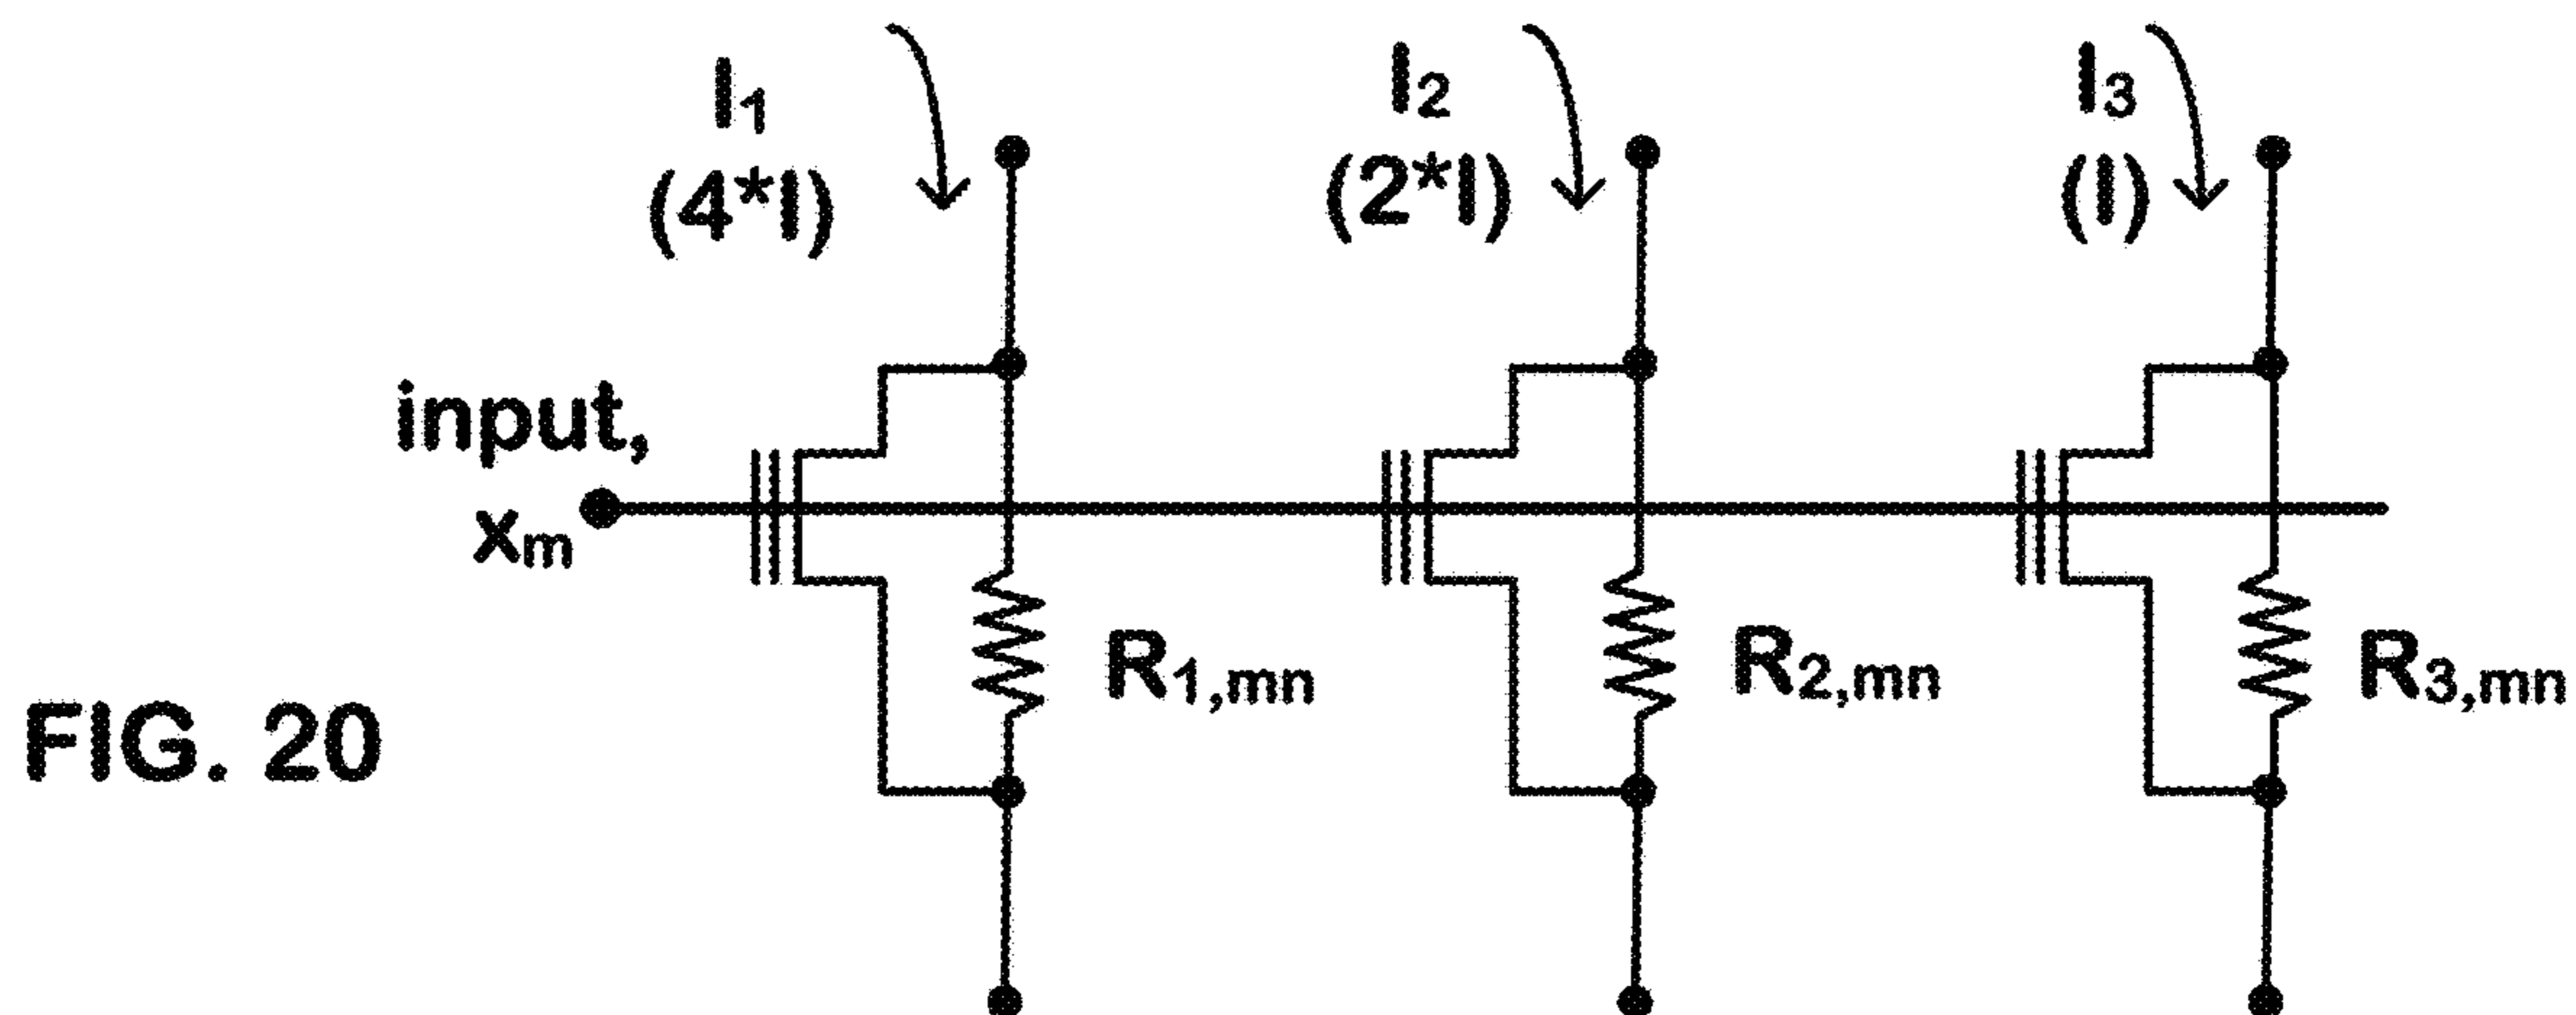 I1
(4*I)
I2
(2*I)
I3
(I)
input,
xm
R1,mn
R2,mn
R3,mn
FIG. 20